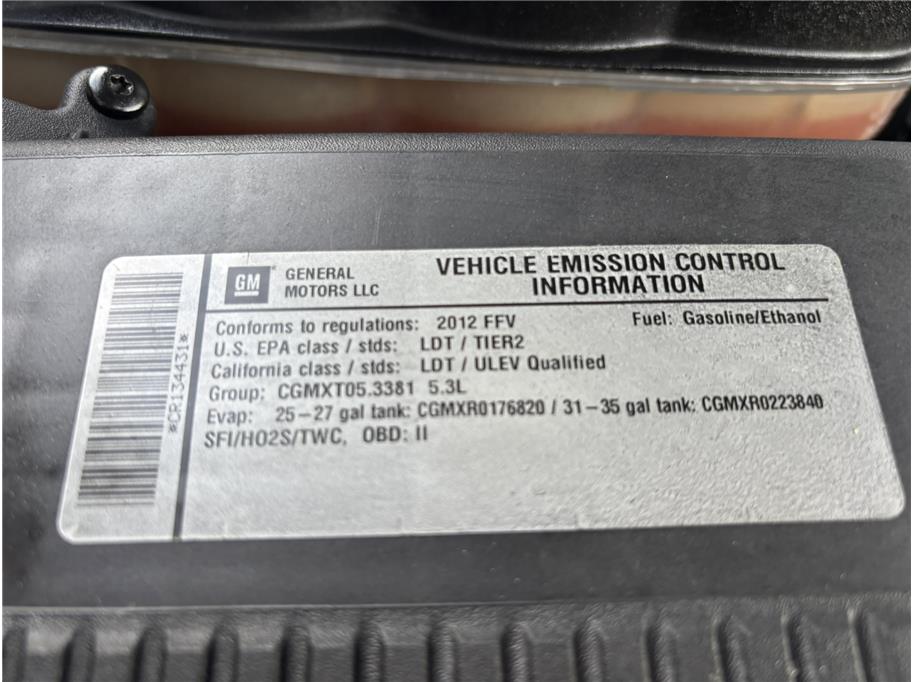 *CR134431*
GM
GENERAL
MOTORS LLC
VEHICLE EMISSION CONTROL
INFORMATION
Conforms to regulations: 2012 FFV Fuel: Gasoline/Ethanol
U.S. EPA class / stds: LDT / TIER2
California class / stds: LDT / ULEV Qualified
Group: CGMXT05.3381 5.3L
Evap: 25-27 gal tank: CGMXR0176820 / 31-35 gal tank: CGMXR0223840
SFI/HO2S/TWC, OBD: II